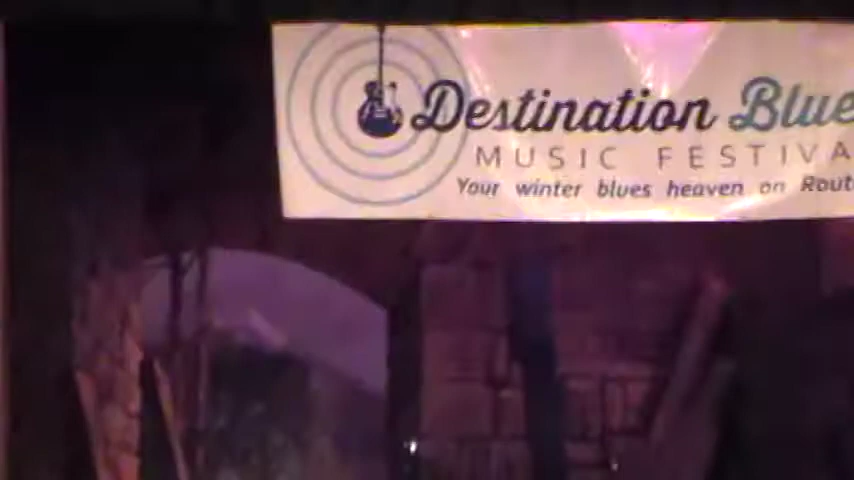 Destination Blue
MUSIC FESTIVA
Your winter blues heaven on Rout